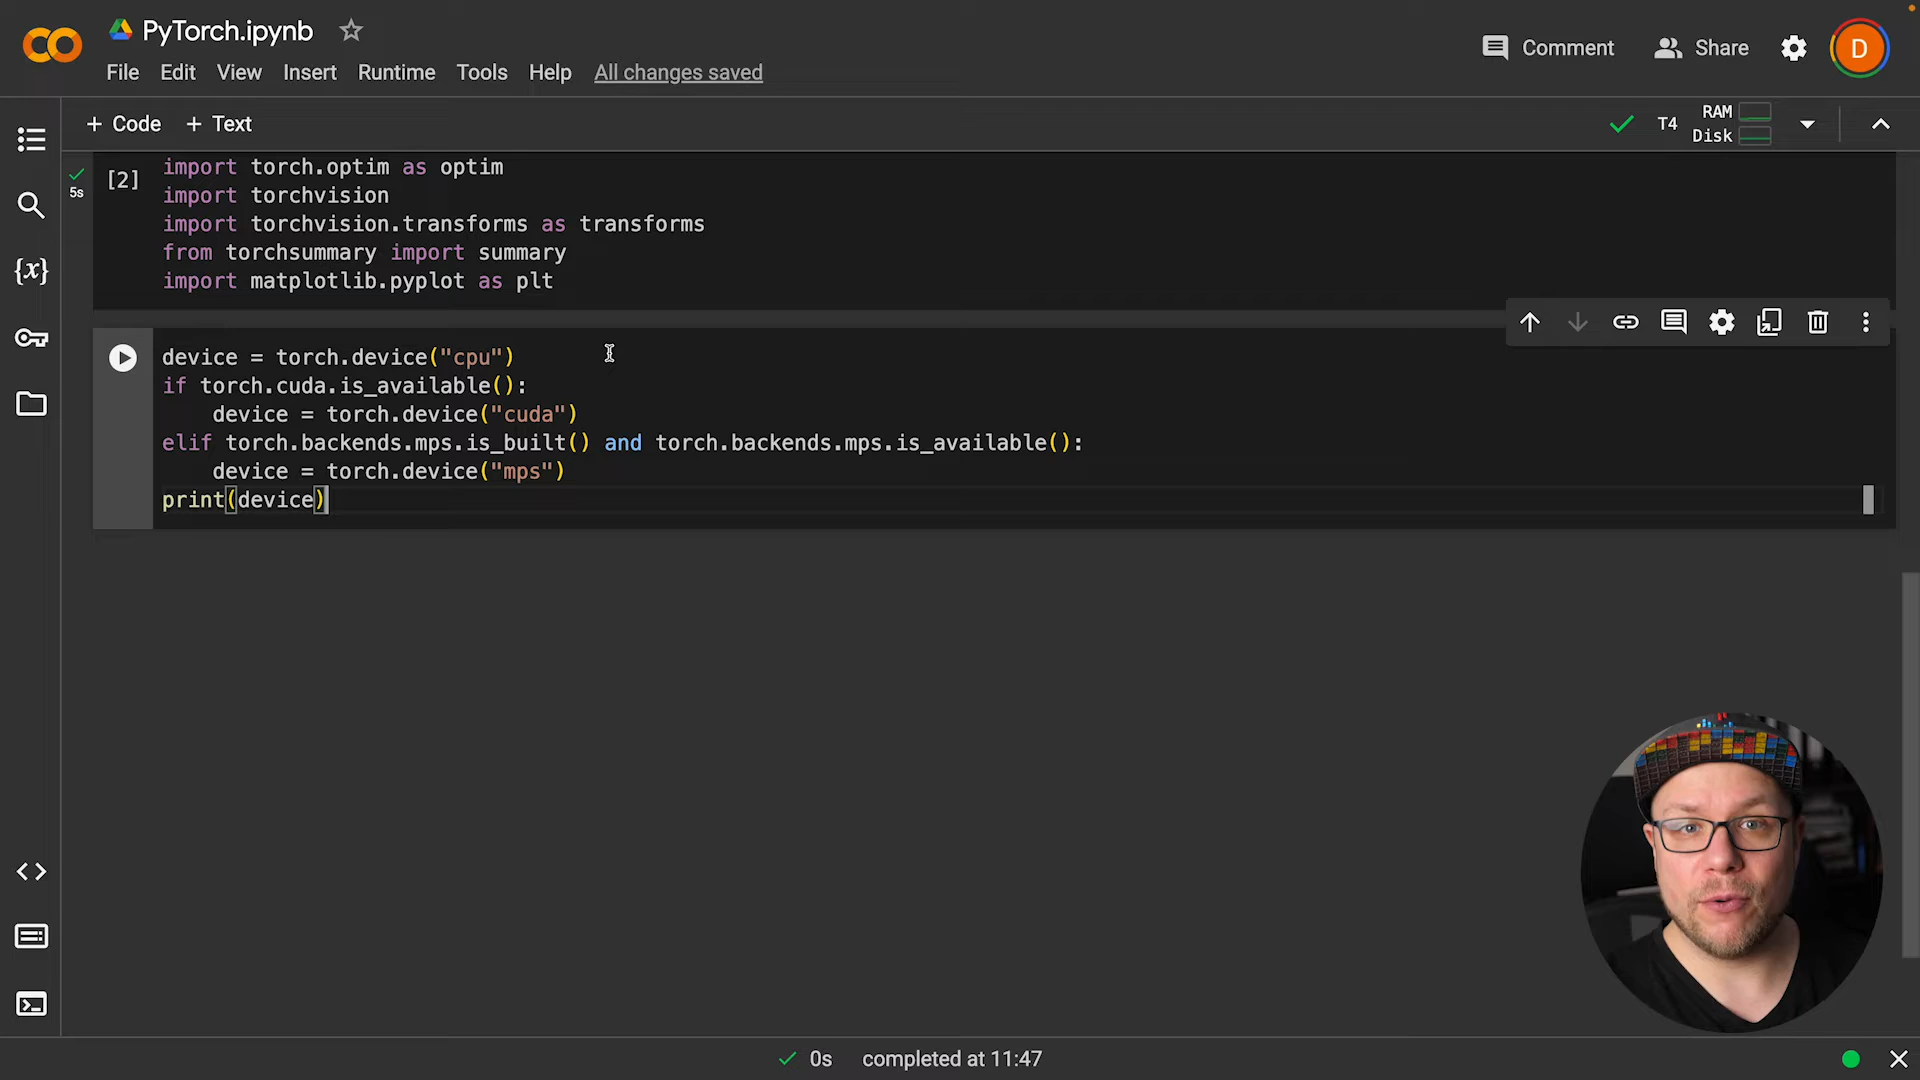 PyTorch.ipynb
Comment
Share
D
File Edit View Insert Runtime Tools Help All changes saved
+ Code + Text
T4
RAM
Disk
5s
[2]
import torch.optim as optim
import torchvision
import torchvision.transforms as transforms
from torchsummary import summary
import matplotlib.pyplot as plt
{x}
device = torch.device("cpu")
if torch.cuda.is_available():
device = torch.device("cuda")
elif torch.backends.mps.is_built() and torch.backends.mps.is_available():
device = torch.device("mps")
print(device)
0s completed at 11:47